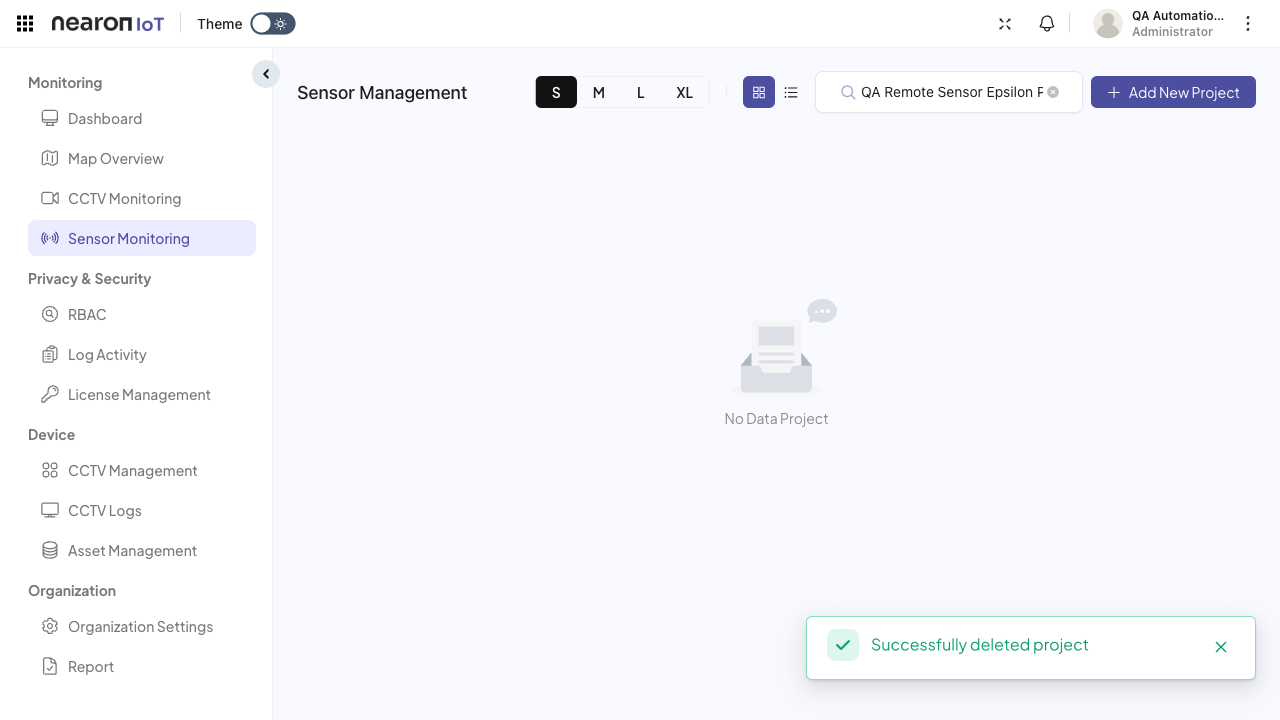 nearon IoT
Theme
QA Automatio...
Administrator
Monitoring
Dashboard
Map Overview
CCTV Monitoring
Sensor Monitoring
Privacy & Security
RBAC
Log Activity
License Management
Device
CCTV Management
CCTV Logs
Asset Management
Organization
Organization Settings
Report
Sensor Management
S M L XL
QA Remote Sensor Epsilon
Add New Project
No Data Project
Successfully deleted project